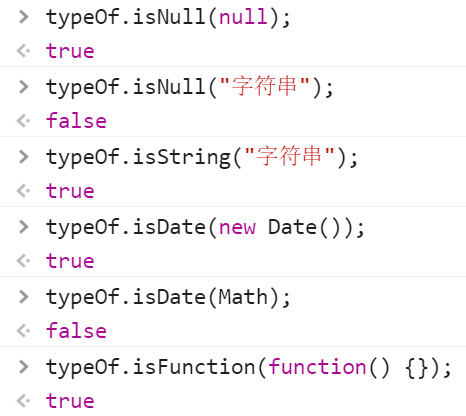 typeOf.isNull(null);
true
typeOf.isNull("字符串");
false
typeOf.isString("字符串");
true
typeOf.isDate(new Date());
true
typeOf.isDate(Math);
false
typeOf.isFunction(function() {});
true